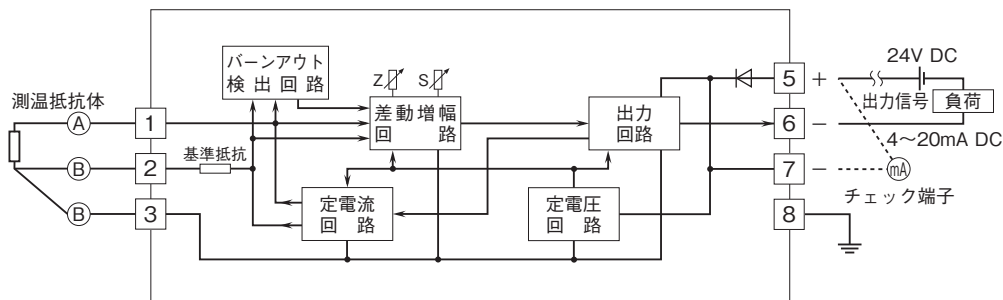 24V DC
バーンアウト
検出回路
Z
S
5
+
測温抵抗体
差動増幅
回路
出力
回路
出力信号
負荷
A
1
6
−
4〜20mA DC
基準抵抗
B
2
7
−
mA
チェック端子
定電流
回路
定電圧
回路
B
3
8